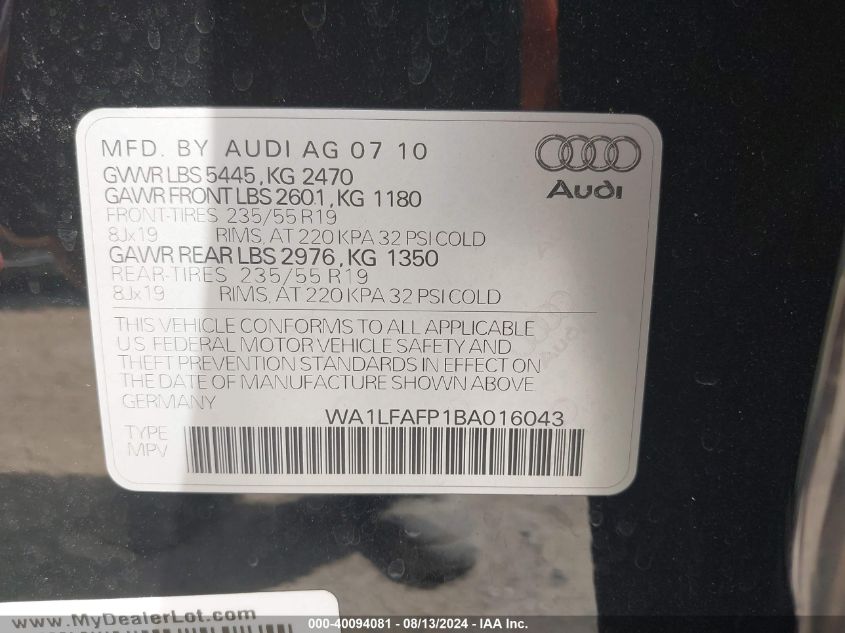 MFD. BY AUDI AG 07 10
GVWR LBS 5445, KG 2470
GAWR FRONT LBS 2601, KG 1180
FRONT-TIRES 235/55 R19
8Jx19 RIMS, AT 220 KPA 32 PSI COLD
GAWR REAR LBS 2976, KG 1350
REAR-TIRES 235/55 R19
8Jx19 RIMS, AT 220 KPA 32 PSI COLD
Audi
THIS VEHICLE CONFORMS TO ALL APPLICABLE
U.S. FEDERAL MOTOR VEHICLE SAFETY AND
THEFT PREVENTION STANDARDS IN EFFECT ON
THE DATE OF MANUFACTURE SHOWN ABOVE
GERMANY
WA1LFAFP1BA016043
TYPE
MPV
Audi
www.MyDealerLot.com
000-40094081 - 08/13/2024 - IAA Inc.